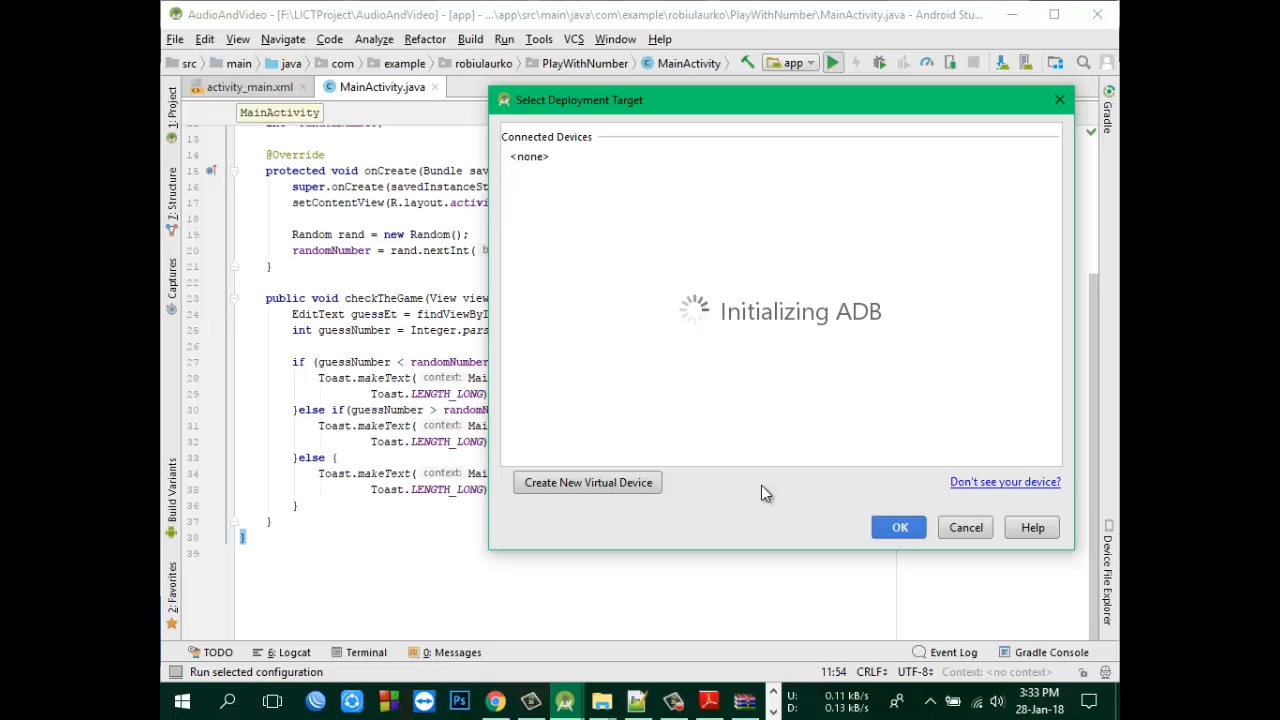 AudioAndVideo - [F:\LICTProject\AudioAndVideo] - [app] - ...\app\src\main\java\com\example\robiulaurko\PlayWithNumber\MainActivity.java - Android Stu...
File Edit View Navigate Code Analyze Refactor Build Run Tools VCS Window Help
src main java com example robiulaurko PlayWithNumber MainActivity app
activity_main.xml MainActivity.java
MainActivity
Select Deployment Target
Connected Devices
<none>
Initializing ADB
Create New Virtual Device
Don't see your device?
OK Cancel Help
13
14 @Override
15 protected void onCreate(Bundle sav
16 super.onCreate(savedInstanceSt
17 setContentView(R.layout.activi
18
19 Random rand = new Random();
20 randomNumber = rand.nextInt(
21 }
22
23 public void checkTheGame(View view
24 EditText guessEt = findViewByI
25 int guessNumber = Integer.pars
26
27 if (guessNumber < randomNumber
28 Toast.makeText( context: Mai
29 Toast.LENGTH_LONG)
30 }else if(guessNumber > randomN
31 Toast.makeText( context: Mai
32 Toast.LENGTH_LONG)
33 }else {
34 Toast.makeText( context: Mai
35 Toast.LENGTH_LONG)
36 }
37 }
38 }
39
1: Project
7: Structure
Captures
Build Variants
2: Favorites
Gradle
Device File Explorer
TODO 6: Logcat Terminal 0: Messages Event Log Gradle Console
Run selected configuration 11:54 CRLF UTF-8 Context: <no context>
U: 0.11 kB/s
D: 0.13 kB/s
3:33 PM
28-Jan-18
Ps